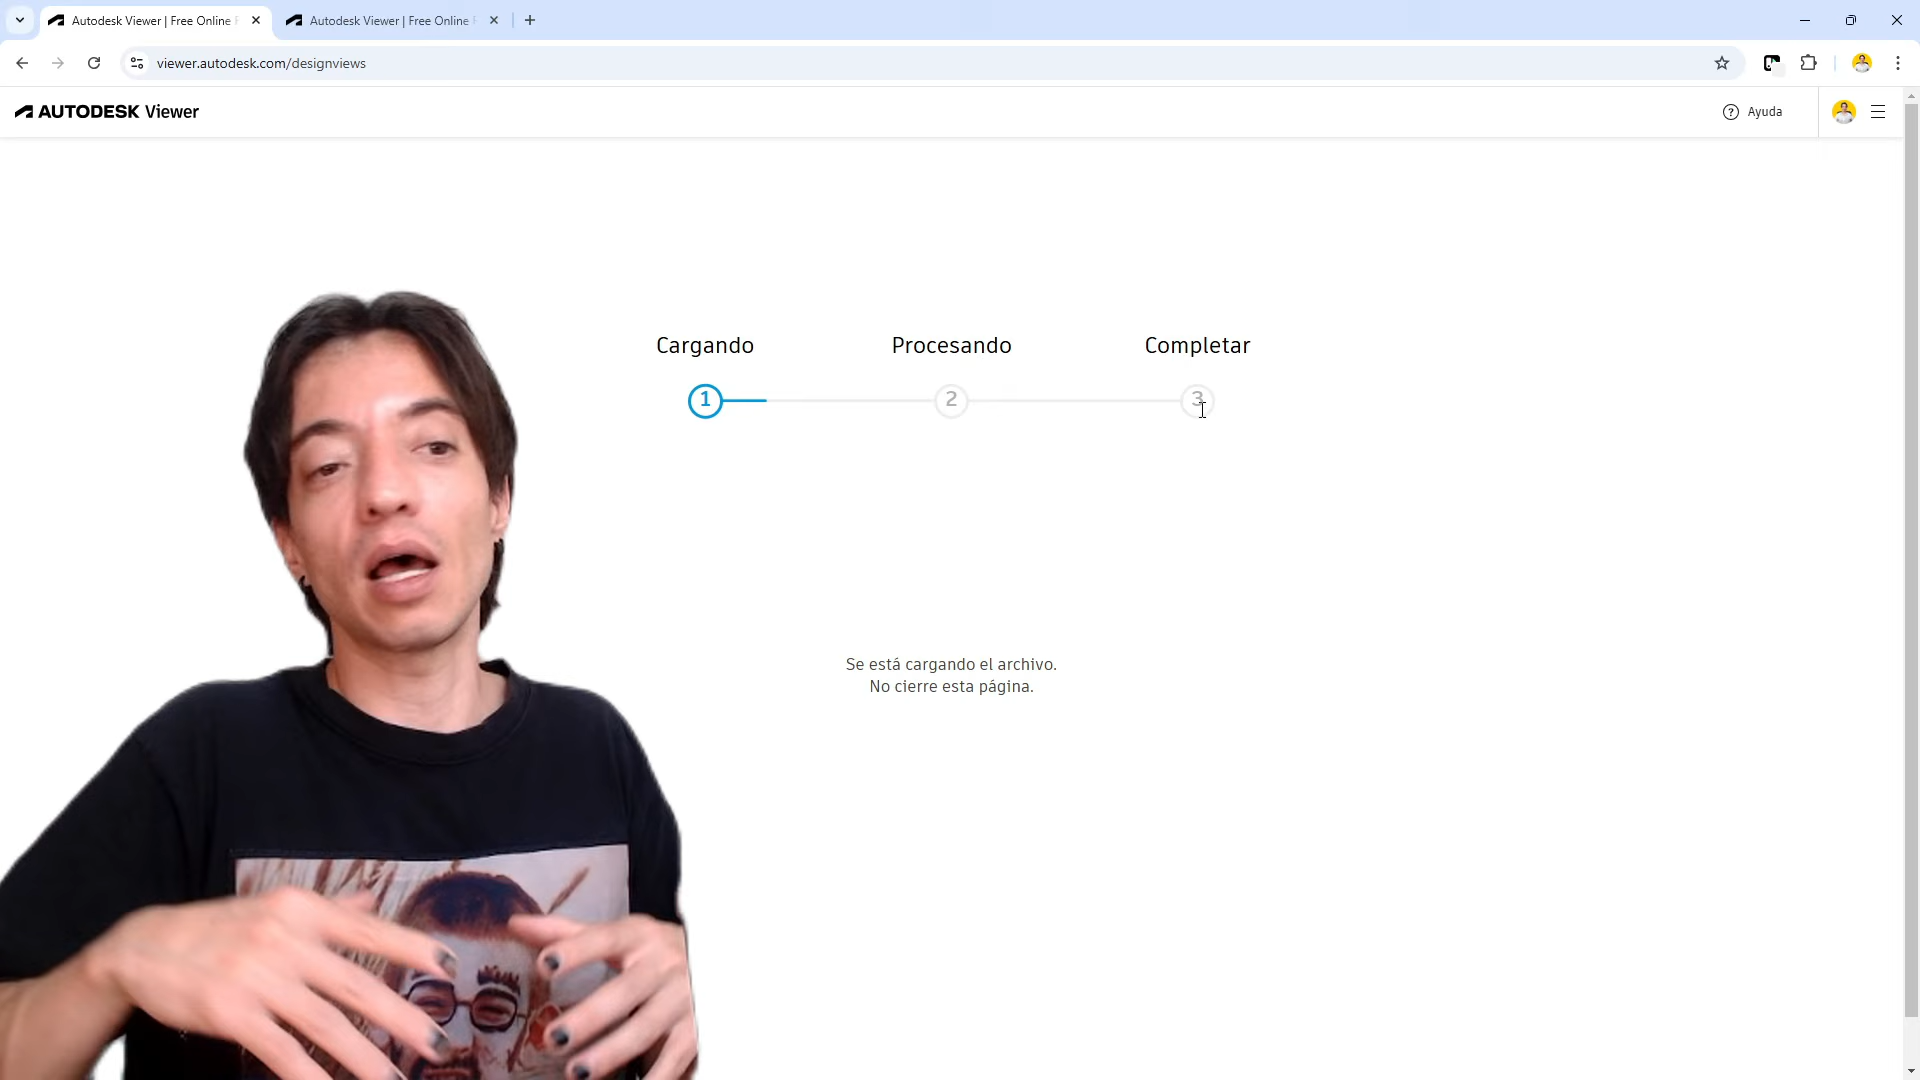 Autodesk Viewer | Free Online
Autodesk Viewer | Free Online
viewer.autodesk.com/designviews
AUTODESK Viewer
Ayuda
Cargando
Procesando
Completar
1
2
3
Se está cargando el archivo.
No cierre esta página.